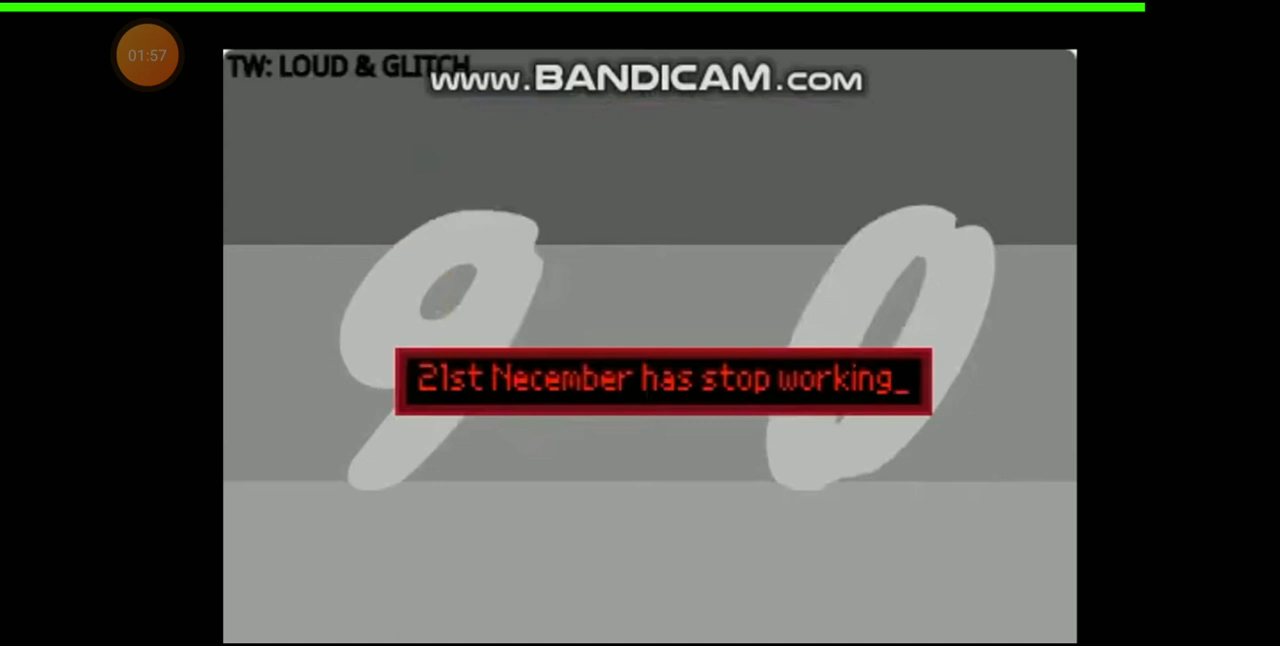 01:57
TW: LOUD & GLITCH
www.BANDICAM.COM
9 0
21st Necember has stop working_